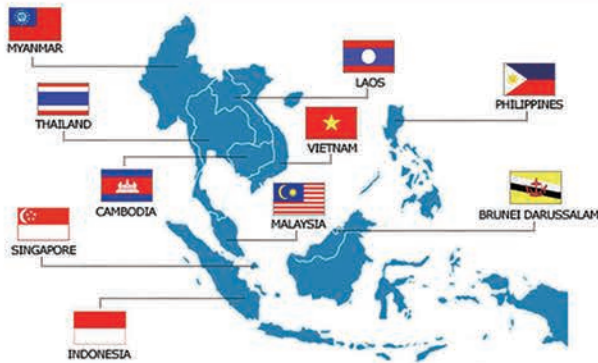 MYANMAR
LAOS
PHILIPPINES
THAILAND
VIETNAM
CAMBODIA
MALAYSIA
BRUNEI DARUSSALAM
SINGAPORE
INDONESIA